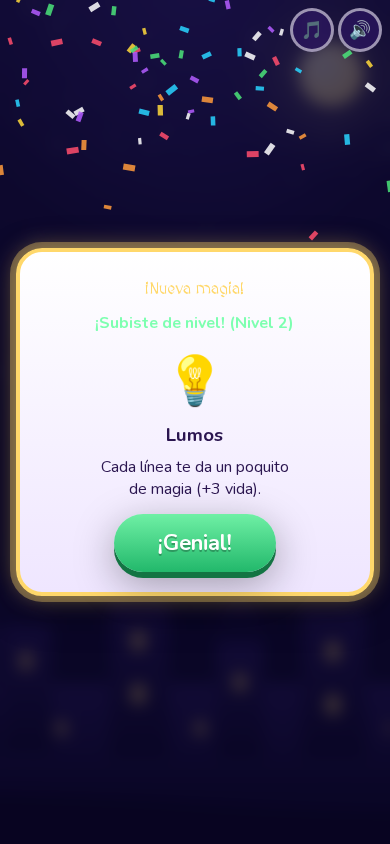 ¡Nueva magia!
¡Subiste de nivel! (Nivel 2)
Lumos
Cada línea te da un poquito
de magia (+3 vida).
¡Genial!